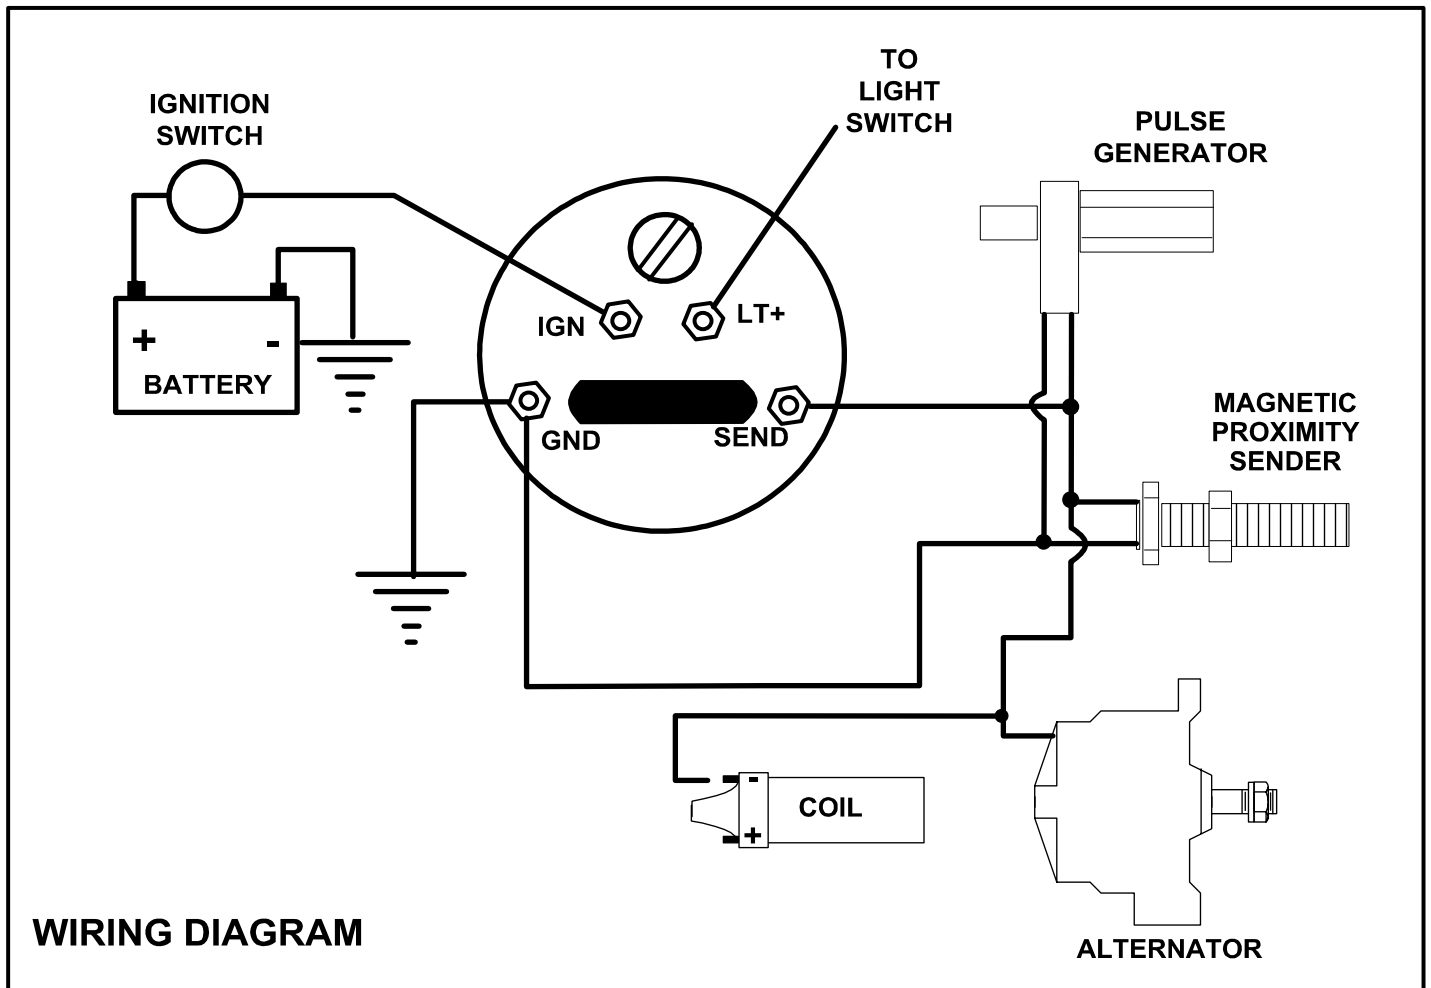 TO
LIGHT
SWITCH
IGNITION
SWITCH
PULSE
GENERATOR
IGN
LT+
+
-
BATTERY
GND
SEND
MAGNETIC
PROXIMITY
SENDER
-
COIL
+
WIRING DIAGRAM
ALTERNATOR